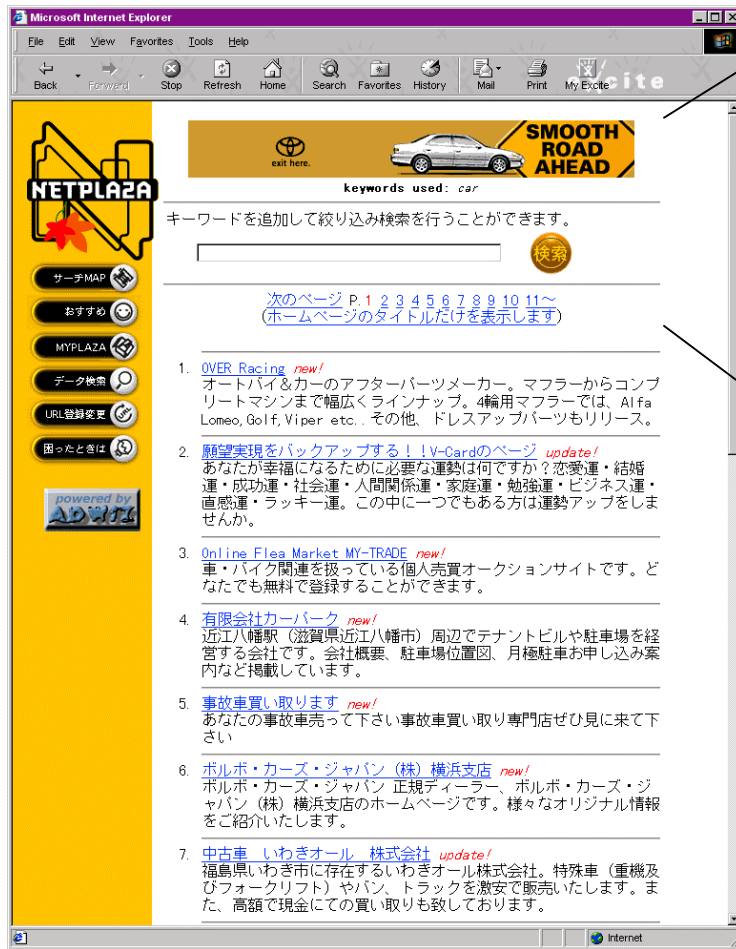 Microsoft Internet Explorer
File Edit View Favorites Tools Help
Back Forward Stop Refresh Home Search Favorites History Mail Print My Excite
excite
exit here.
SMOOTH
ROAD
AHEAD
keywords used: car
NETPLAZA
キーワードを追加して絞り込み検索を行うことができます。
検索
サーチMAP
おすすめ
MYPLAZA
データ検索
URL登録変更
困ったときは
powered by
次のページ P.1 2 3 4 5 6 7 8 9 10 11～
(ホームページのタイトルだけを表示します)
1. OVER Racing new!
オートバイ&カーのアフターパーツメーカー。マフラーからコンプ
リートマシンまで幅広くラインナップ。4輪用マフラーでは、Alfa
Lomeo,Golf,Viper etc..その他、ドレスアップパーツもリリース。
2. 願望実現をバックアップする！！V-Cardのページ update!
あなたが幸福になるために必要な運勢は何ですか？恋愛運・結婚
運・成功運・社会運・人間関係運・家庭運・勉強運・ビジネス運・
直感運・ラッキー運。この中に一つでもある方は運勢アップをしま
せんか。
3. Online Flea Market MY-TRADE new!
車・バイク関連を扱っている個人売買オークションサイトです。ど
なたでも無料で登録することができます。
4. 有限会社カーパーク new!
近江八幡駅（滋賀県近江八幡市）周辺でテナントビルや駐車場を経
営する会社です。会社概要、駐車場位置図、月極駐車お申し込み案
内など掲載しています。
5. 事故車買い取ります new!
あなたの事故車売って下さい事故車買い取り専門店ぜひ見に来て下
さい
6. ボルボ・カーズ・ジャパン（株）横浜支店 new!
ボルボ・カーズ・ジャパン 正規ディーラー、ボルボ・カーズ・ジ
ャパン（株）横浜支店のホームページです。様々なオリジナル情報
をご紹介いたします。
7. 中古車　いわきオール　株式会社 update!
福島県いわき市に存在するいわきオール株式会社。特殊車（重機及
びフォークリフト）やバン、トラックを激安で販売いたします。ま
た、高額で現金にての買い取りも致しております。
Internet